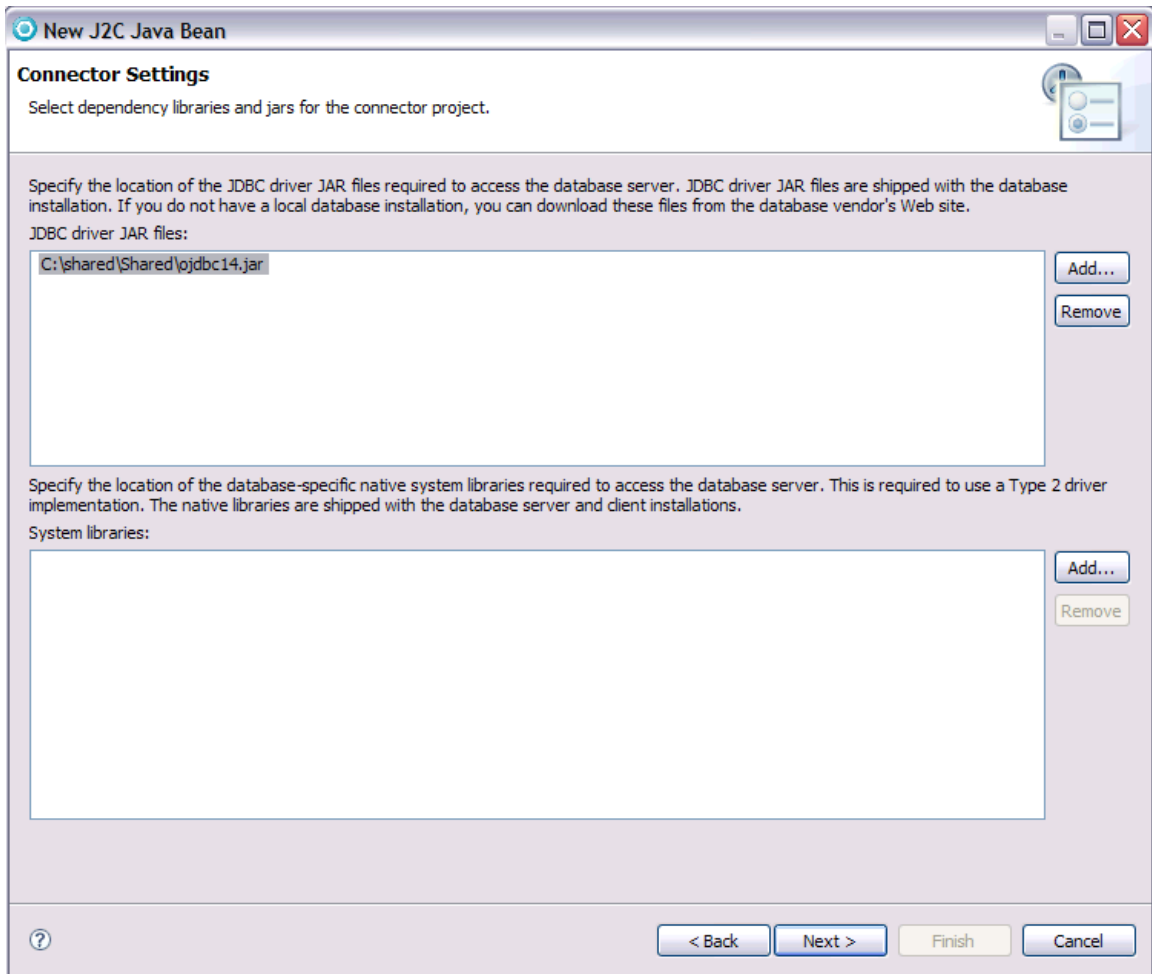 New J2C Java Bean
Connector Settings
Select dependency libraries and jars for the connector project.
Specify the location of the JDBC driver JAR files required to access the database server. JDBC driver JAR files are shipped with the database
installation. If you do not have a local database installation, you can download these files from the database vendor's Web site.
JDBC driver JAR files:
C:\shared\Shared\ojdbc14.jar
Add...
Remove
Specify the location of the database-specific native system libraries required to access the database server. This is required to use a Type 2 driver
implementation. The native libraries are shipped with the database server and client installations.
System libraries:
Add...
Remove
? < Back Next > Finish Cancel